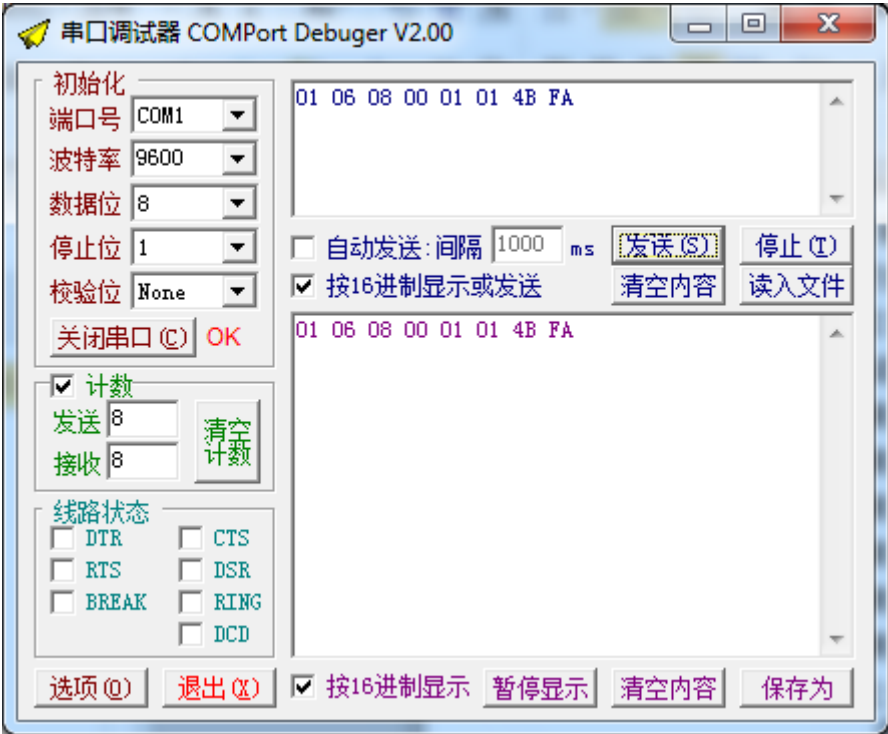 串口调试器 COMPort Debuger V2.00
初始化
端口号 COM1
波特率 9600
数据位 8
停止位 1
校验位 None
关闭串口(C) OK
计数
发送 8
接收 8
清空
计数
线路状态
DTR CTS
RTS DSR
BREAK RING
DCD
选项(O) 退出(X)
01 06 08 00 01 01 4B FA
自动发送:间隔 1000 ms 发送(S) 停止(T)
按16进制显示或发送 清空内容 读入文件
01 06 08 00 01 01 4B FA
按16进制显示 暂停显示 清空内容 保存为